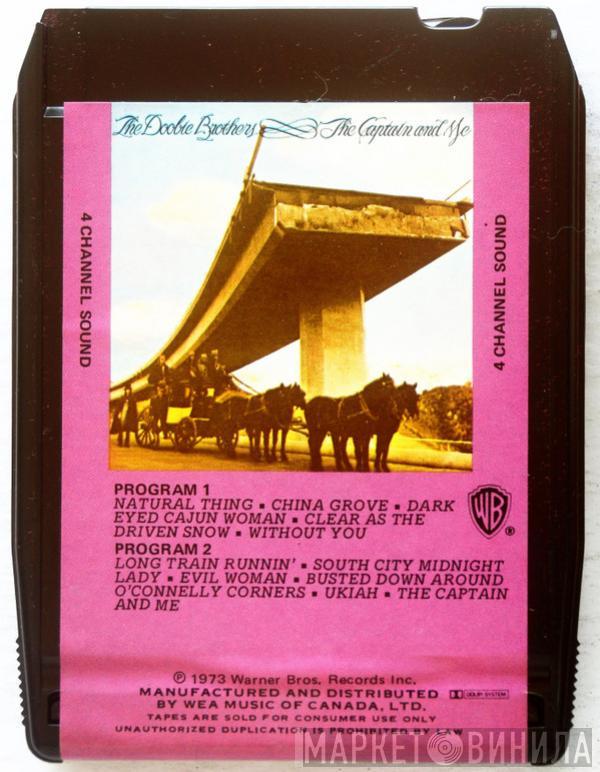 The Doobie Brothers The Captain and Me
4 CHANNEL SOUND
4 CHANNEL SOUND
PROGRAM 1
NATURAL THING ▪ CHINA GROVE ▪ DARK
EYED CAJUN WOMAN ▪ CLEAR AS THE
DRIVEN SNOW ▪ WITHOUT YOU
PROGRAM 2
LONG TRAIN RUNNIN' ▪ SOUTH CITY MIDNIGHT
LADY ▪ EVIL WOMAN ▪ BUSTED DOWN AROUND
O'CONNELLY CORNERS ▪ UKIAH ▪ THE CAPTAIN
AND ME
WB ®
℗ 1973 Warner Bros. Records Inc.
MANUFACTURED AND DISTRIBUTED
DOLBY SYSTEM
BY WEA MUSIC OF CANADA, LTD.
TAPES ARE SOLD FOR CONSUMER USE ONLY
UNAUTHORIZED DUPLICATION IS PROHIBITED BY LAW
МАРКЕТ ВИНИЛА